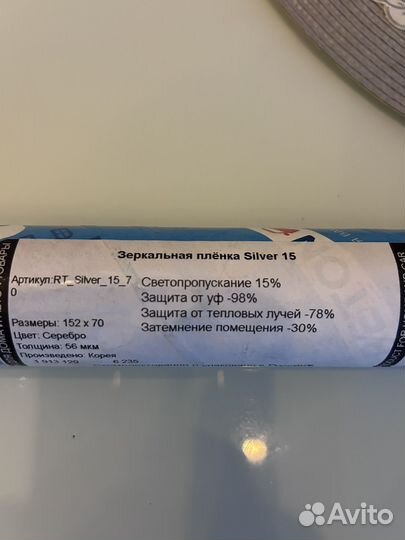 Зеркальная плёнка Silver 15
Артикул:RT_Silver_15_7
0
Размеры: 152 х 70
Цвет: Серебро
Толщина: 56 мкм
Произведено: Корея
Светопропускание 15%
Защита от уф -98%
Защита от тепловых лучей -78%
Затемнение помещения -30%
Avito